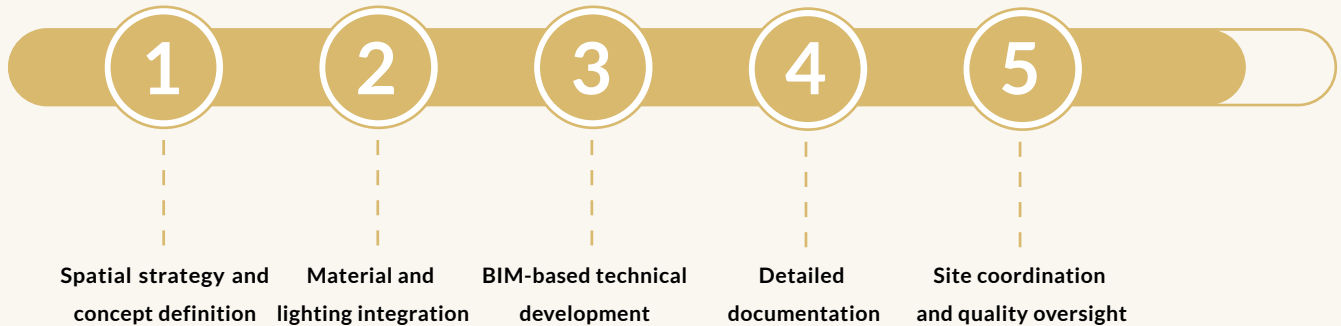 1 2 3 4 5
Spatial strategy and
concept definition
Material and
lighting integration
BIM-based technical
development
Detailed
documentation
Site coordination
and quality oversight